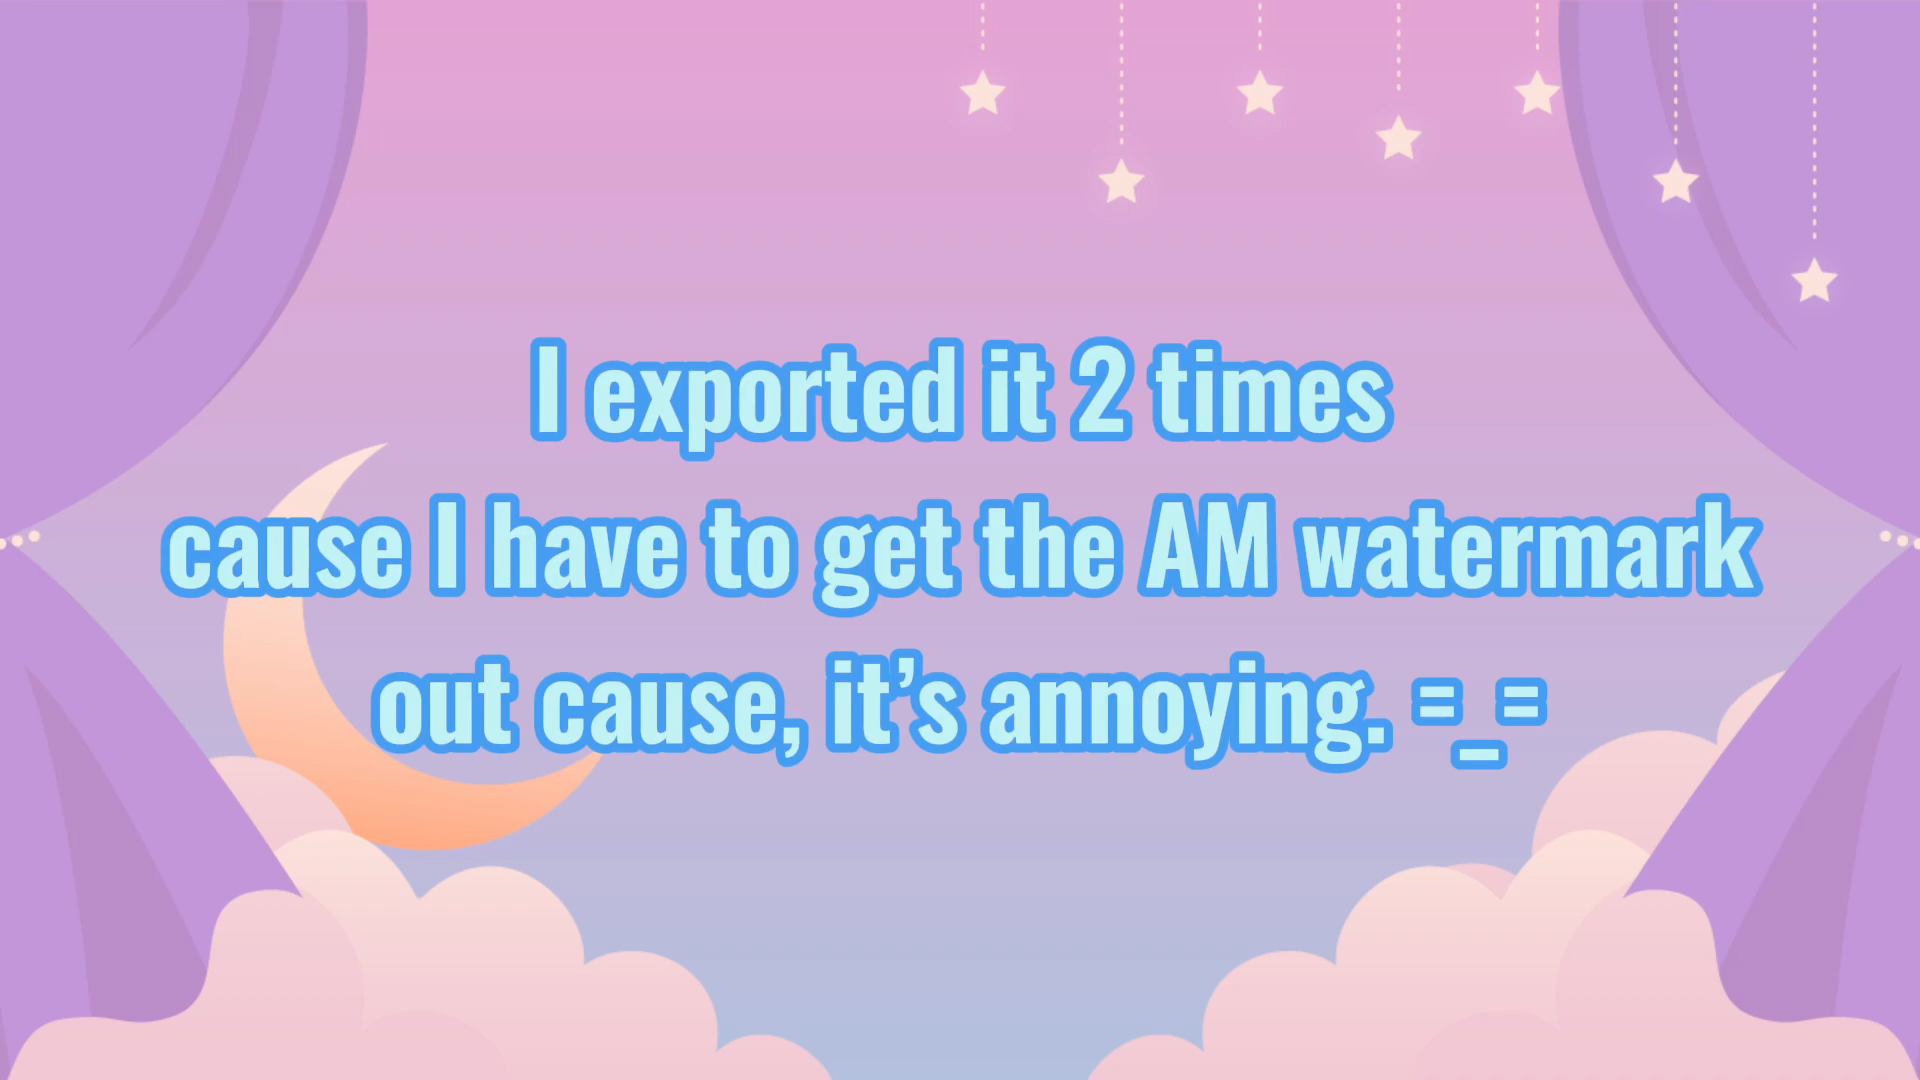 I exported it 2 times
cause I have to get the AM watermark
out cause, it’s annoying. =_=